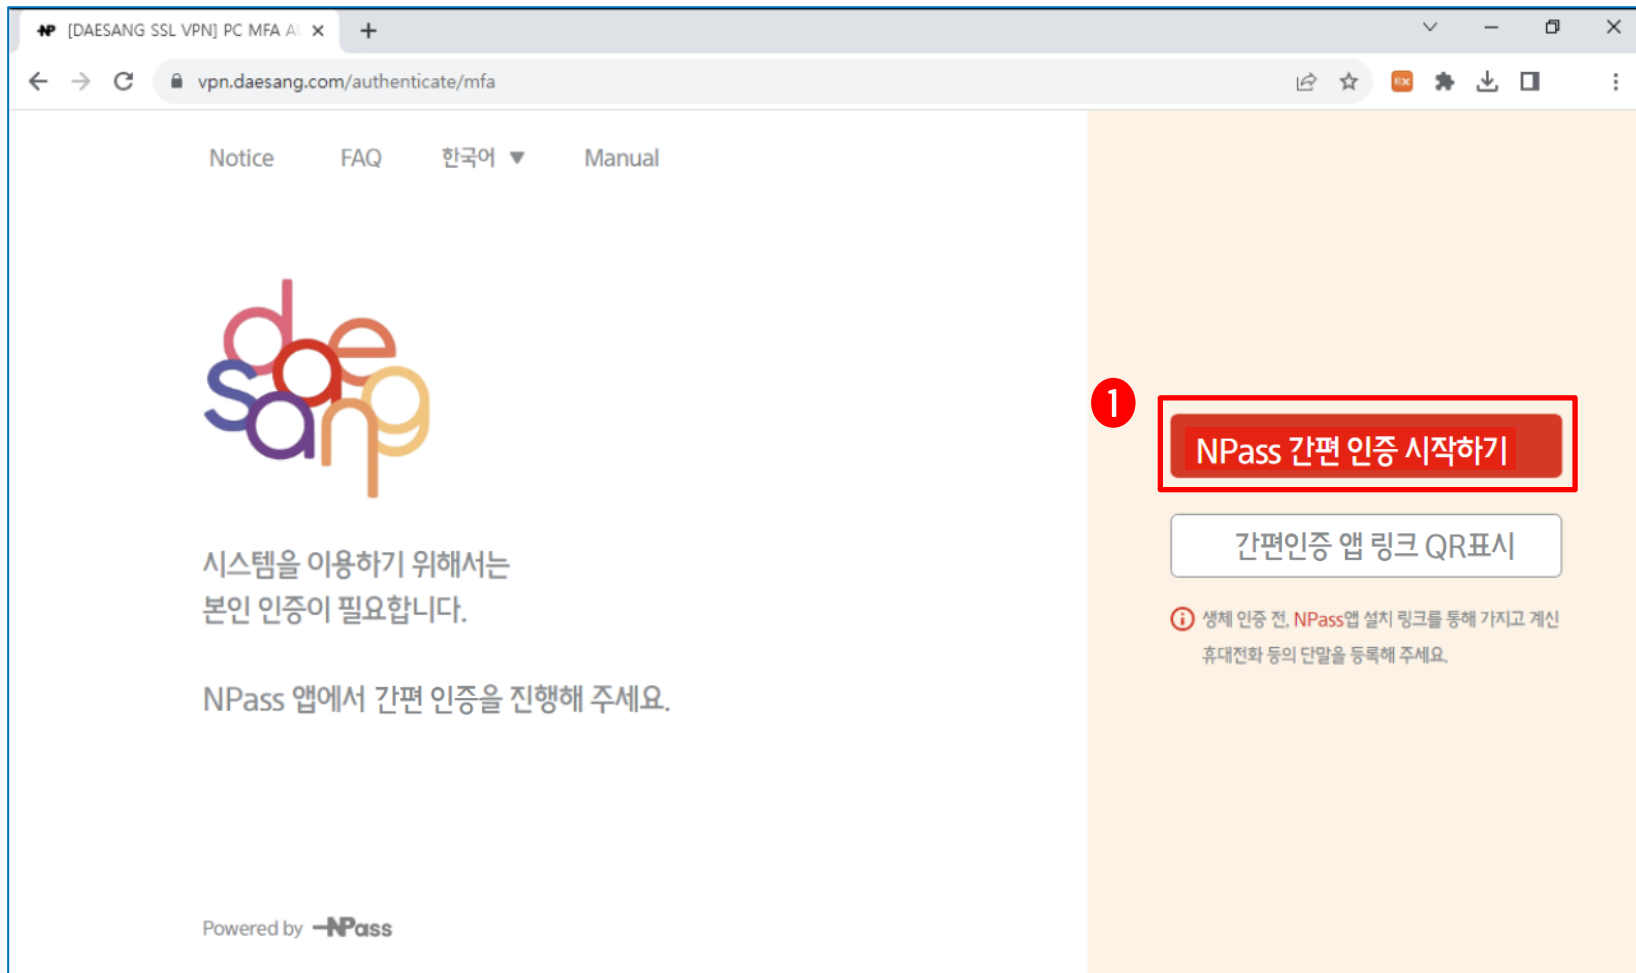 [DAESANG SSL VPN] PC MFA
vpn.daesang.com/authenticate/mfa
EX
Notice FAQ 한국어 ▼ Manual
daesang
시스템을 이용하기 위해서는
본인 인증이 필요합니다.
NPass 앱에서 간편 인증을 진행해 주세요.
Powered by NPass
1
NPass 간편 인증 시작하기
간편인증 앱 링크 QR표시
생체 인증 전, NPass앱 설치 링크를 통해 가지고 계신
휴대전화 등의 단말을 등록해 주세요.